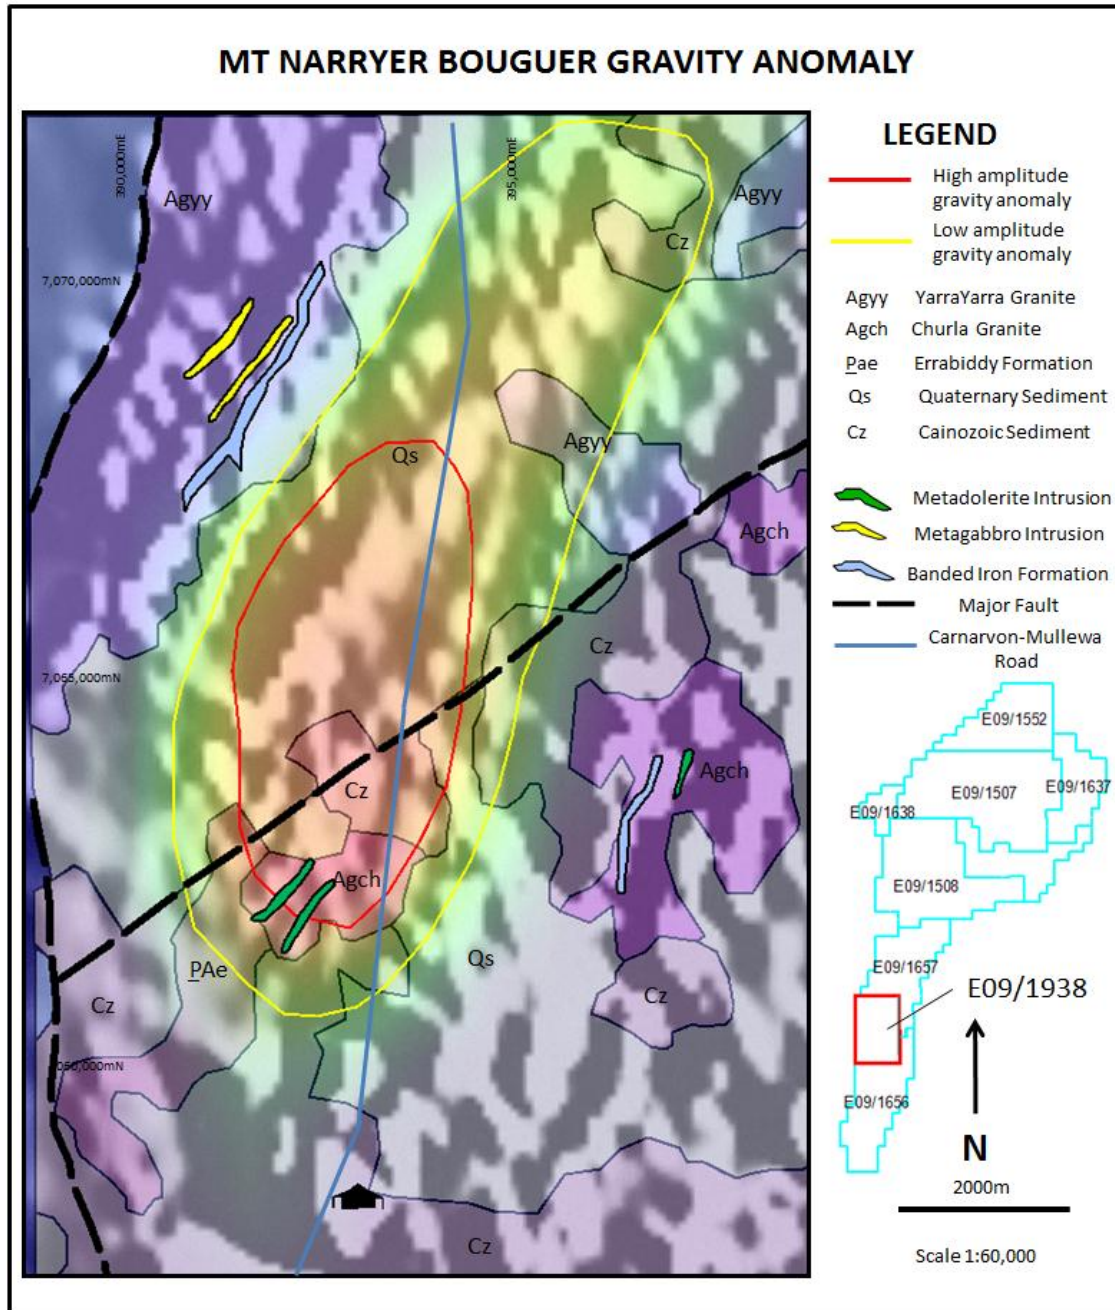 MT NARRYER BOUGUER GRAVITY ANOMALY
390,000mE
395,000mE
Agyy
Agyy
Cz
7,070,000mN
Qs
Agyy
Agch
Cz
7,065,000mN
Cz
Agch
Agch
PAe
Qs
Cz
Cz
060,000mN
Cz
LEGEND
High amplitude
gravity anomaly
Low amplitude
gravity anomaly
Agyy YarraYarra Granite
Agch Churla Granite
Pae Errabiddy Formation
Qs Quaternary Sediment
Cz Cainozoic Sediment
Metadolerite Intrusion
Metagabbro Intrusion
Banded Iron Formation
Major Fault
Carnarvon-Mullewa
Road
E09/1552
E09/1507
E09/1637
E09/1638
E09/1508
E09/1657
E09/1938
E09/1656
N
2000m
Scale 1:60,000